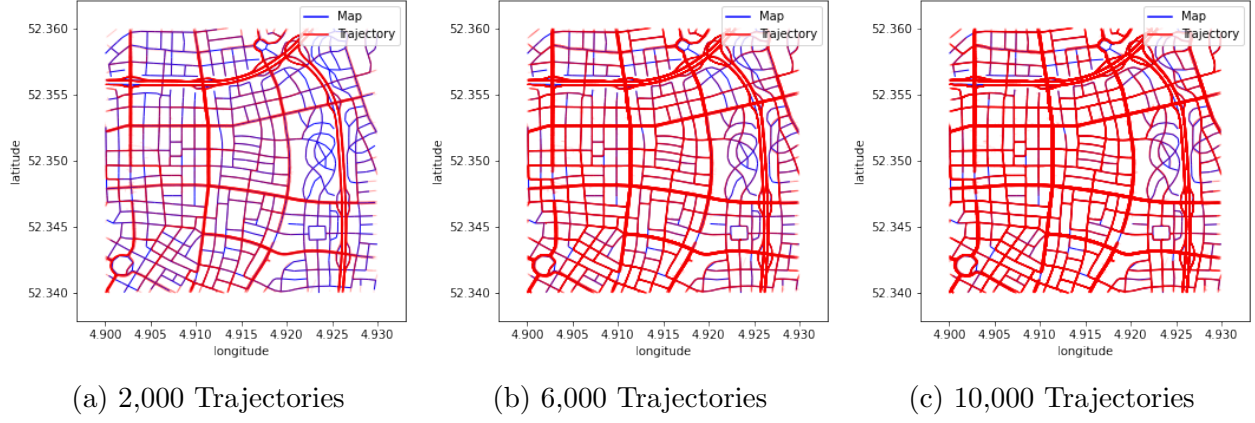 52.360
52.355
52.350
52.345
52.340
latitude
Map
Trajectory
4.900 4.905 4.910 4.915 4.920 4.925 4.930
longitude
(a) 2,000 Trajectories
52.360
52.355
52.350
52.345
52.340
latitude
Map
Trajectory
4.900 4.905 4.910 4.915 4.920 4.925 4.930
longitude
(b) 6,000 Trajectories
52.360
52.355
52.350
52.345
52.340
latitude
Map
Trajectory
4.900 4.905 4.910 4.915 4.920 4.925 4.930
longitude
(c) 10,000 Trajectories